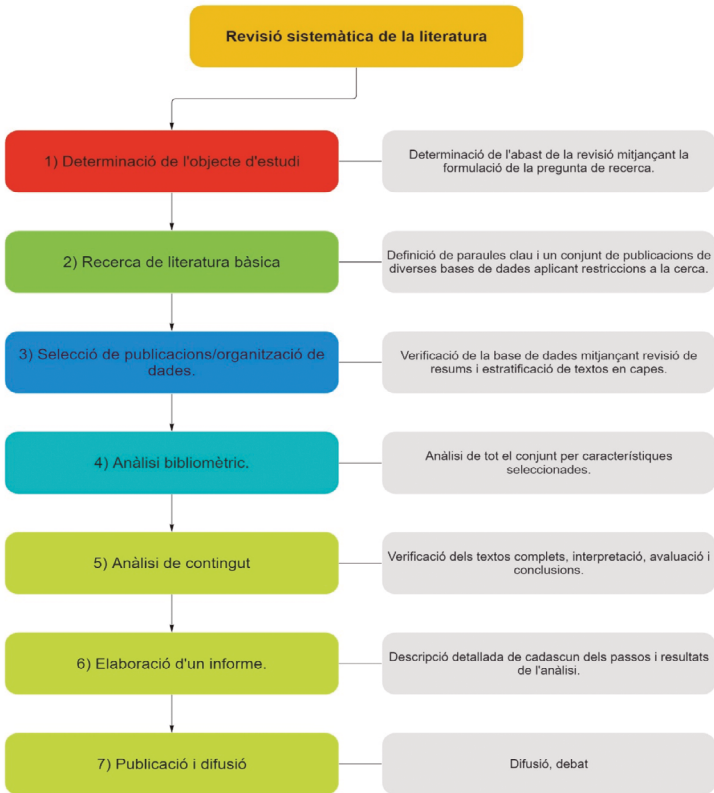 Revisió sistemàtica de la literatura
1) Determinació de l'objecte d'estudi
Determinació de l'abast de la revisió mitjançant la
formulació de la pregunta de recerca.
2) Recerca de literatura bàsica
Definició de paraules clau i un conjunt de publicacions de
diverses bases de dades aplicant restriccions a la cerca.
3) Selecció de publicacions/organització de
dades.
Verificació de la base de dades mitjançant revisió de
resums i estratificació de textos en capes.
4) Anàlisi bibliomètric.
Anàlisi de tot el conjunt per característiques
seleccionades.
5) Anàlisi de contingut
Verificació dels textos complets, interpretació, avaluació i
conclusions.
6) Elaboració d'un informe.
Descripció detallada de cadascun dels passos i resultats
de l'anàlisi.
7) Publicació i difusió
Difusió, debat